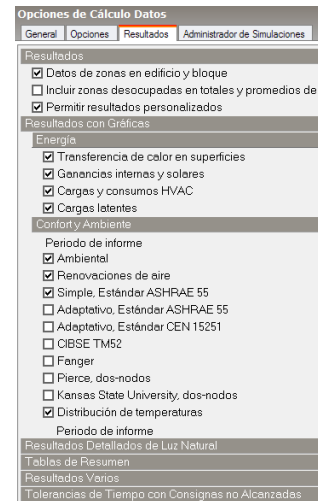 Opciones de Cálculo Datos
General Opciones Resultados Administrador de Simulaciones
Resultados
Datos de zonas en edificio y bloque
Incluir zonas desocupadas en totales y promedios de
Permitir resultados personalizados
Resultados con Gráficas
Energía
Transferencia de calor en superficies
Ganancias internas y solares
Cargas y consumos HVAC
Cargas latentes
Confort y Ambiente
Periodo de informe
Ambiental
Renovaciones de aire
Simple, Estándar ASHRAE 55
Adaptativo, Estándar ASHRAE 55
Adaptativo, Estándar CEN 15251
CIBSE TM52
Fanger
Pierce, dos-nodos
Kansas State University, dos-nodos
Distribución de temperaturas
Periodo de informe
Resultados Detallados de Luz Natural
Tablas de Resumen
Resultados Varios
Tolerancias de Tiempo con Consignas no Alcanzadas